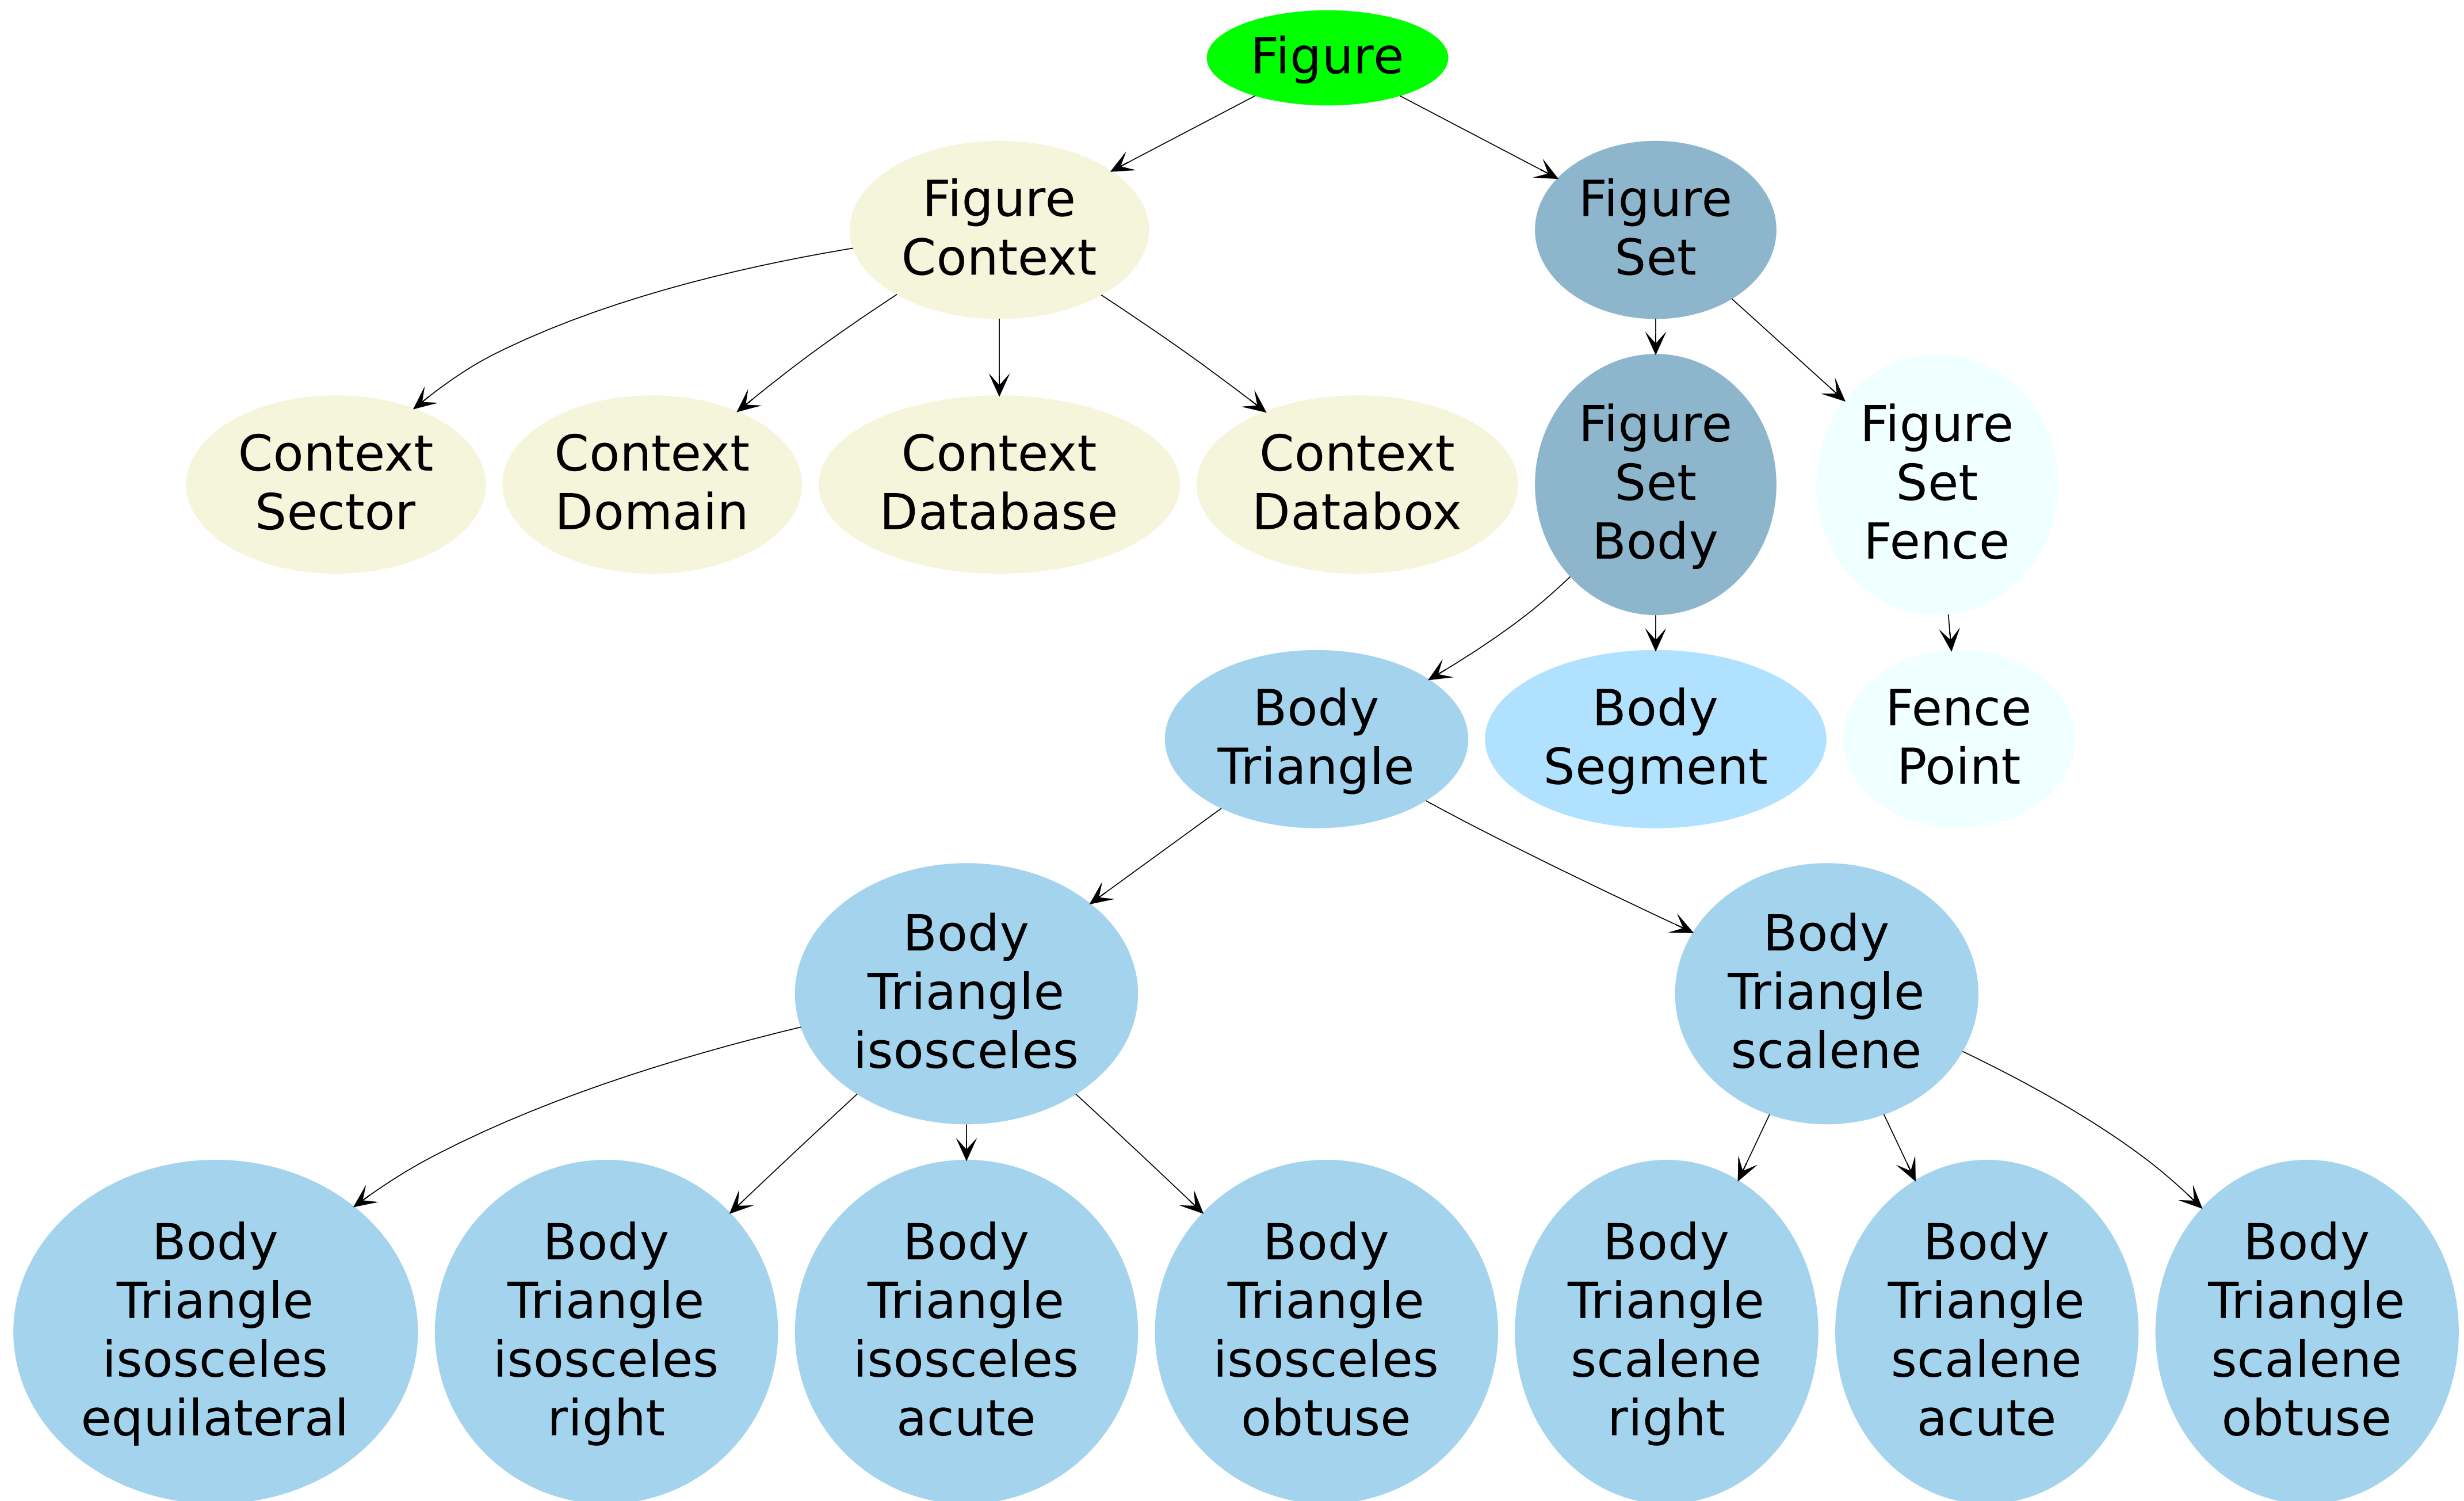 Figure
Figure
Context
Figure
Set
Context
Sector
Context
Domain
Context
Database
Context
Databox
Figure
Set
Body
Figure
Set
Fence
Body
Triangle
Body
Segment
Fence
Point
Body
Triangle
isosceles
Body
Triangle
scalene
Body
Triangle
isosceles
equilateral
Body
Triangle
isosceles
right
Body
Triangle
isosceles
acute
Body
Triangle
isosceles
obtuse
Body
Triangle
scalene
right
Body
Triangle
scalene
acute
Body
Triangle
scalene
obtuse